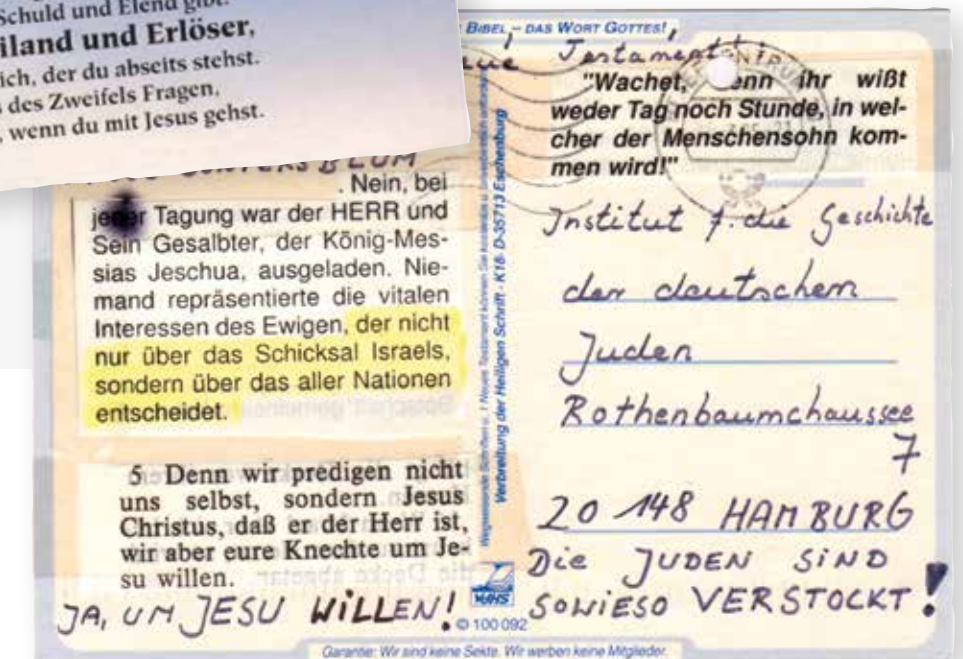 Schuld und Elend gibt.
iland und Erlöser,
ich, der du abseits stehst.
des Zweifels Fragen,
, wenn du mit Jesus gehst.
BIBEL – DAS WORT GOTTES!
Testament!
"Wachet, denn ihr wißt
weder Tag noch Stunde, in wel-
cher der Menschensohn kom-
men wird!"
. Nein, bei
jener Tagung war der HERR und
Sein Gesalbter, der König-Mes-
sias Jeschua, ausgeladen. Nie-
mand repräsentierte die vitalen
Interessen des Ewigen, der nicht
nur über das Schicksal Israels,
sondern über das aller Nationen
entscheidet.
5 Denn wir predigen nicht
uns selbst, sondern Jesus
Christus, daß er der Herr ist,
wir aber eure Knechte um Je-
su willen.
JA, UM JESU WILLEN!
Verbreitung der Heiligen Schrift - K18- D-35713 Eschenburg
MAHS
© 100 092
Institut f. die Geschichte
der deutschen
Juden
Rothenbaumchaussee
7
20 148 HAMBURG
Die JUDEN SIND
SOWIESO VERSTOCKT!
Garantie: Wir sind keine Sekte. Wir werben keine Mitglieder.